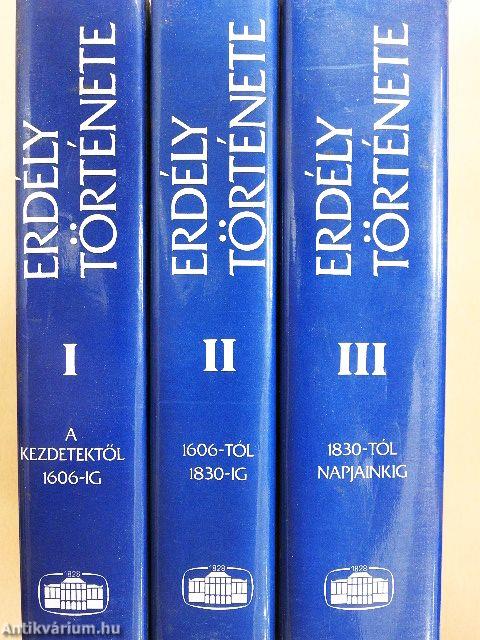 ERDÉLY
TÖRTÉNETE
I
A
KEZDETEKTŐL
1606-IG
1828
ERDÉLY
TÖRTÉNETE
II
1606-TÓL
1830-IG
1828
ERDÉLY
TÖRTÉNETE
III
1830-TÓL
NAPJAINKIG
1828
Antikvárium.hu